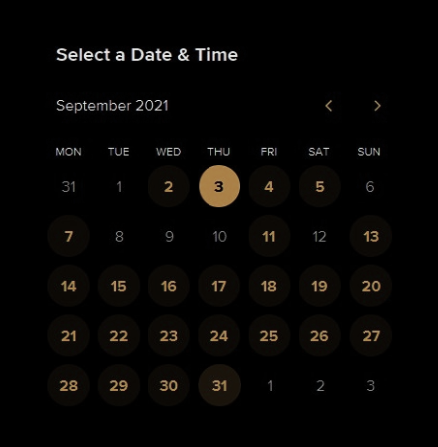 Select a Date & Time
September 2021
MON TUE WED THU FRI SAT SUN
31 1 2 3 4 5 6
7 8 9 10 11 12 13
14 15 16 17 18 19 20
21 22 23 24 25 26 27
28 29 30 31 1 2 3